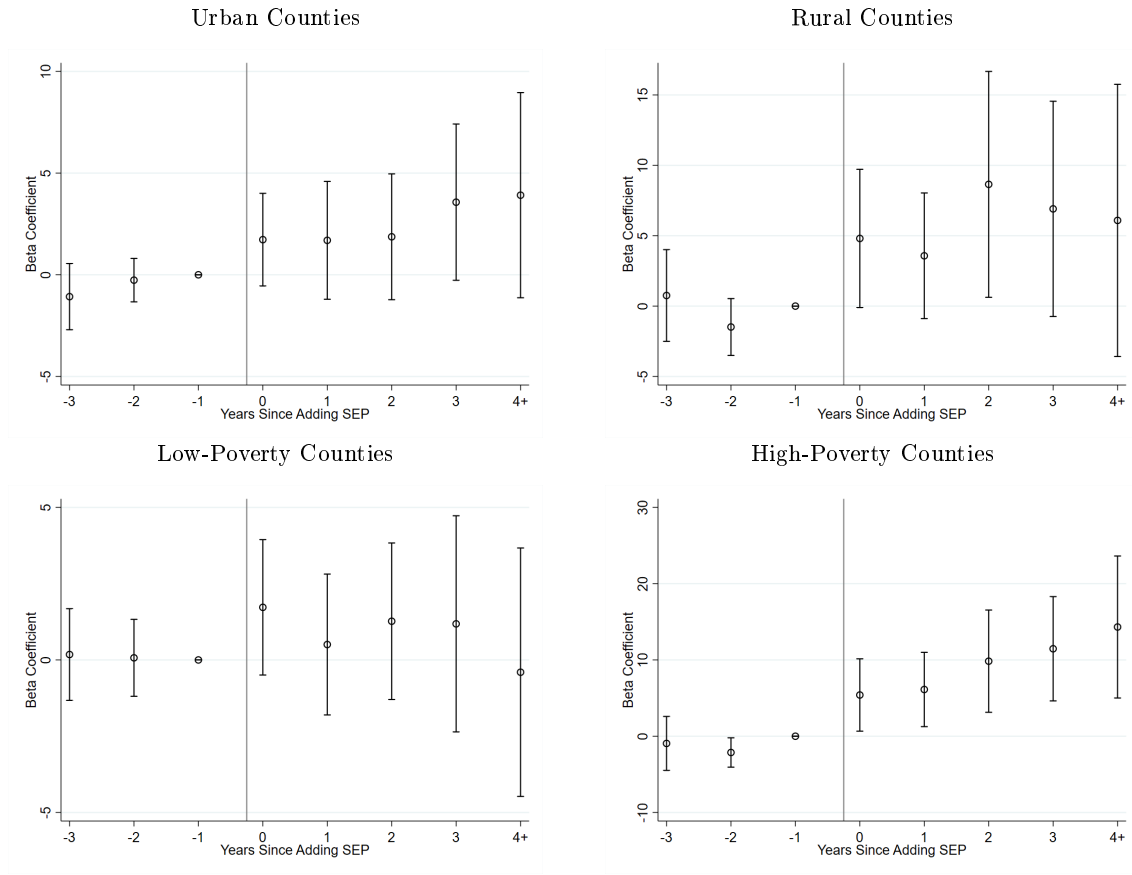 Urban Counties
Rural Counties
10
5
0
-5
Beta Coefficient
-3 -2 -1 0 1 2 3 4+
Years Since Adding SEP
15
10
5
0
-5
Beta Coefficient
-3 -2 -1 0 1 2 3 4+
Years Since Adding SEP
Low-Poverty Counties
High-Poverty Counties
5
0
-5
Beta Coefficient
-3 -2 -1 0 1 2 3 4+
Years Since Adding SEP
30
20
10
0
-10
Beta Coefficient
-3 -2 -1 0 1 2 3 4+
Years Since Adding SEP